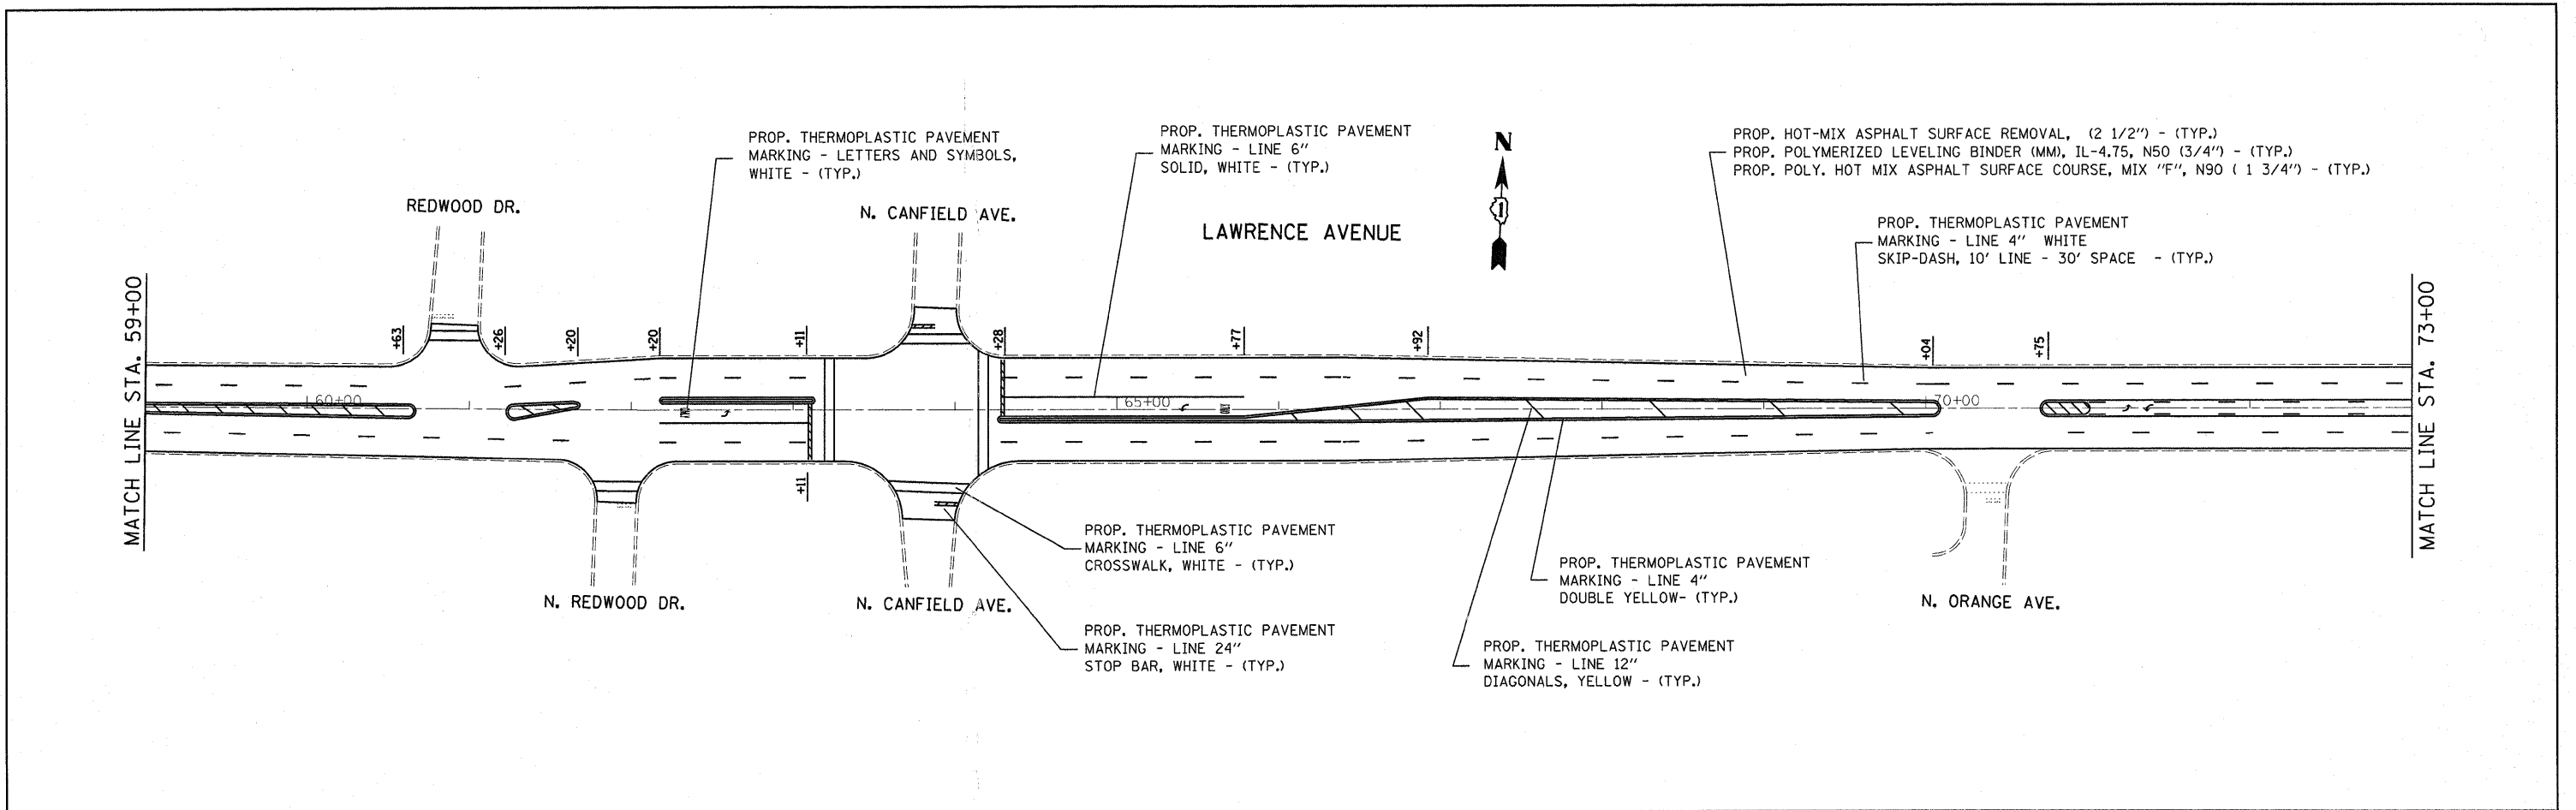 PROP. THERMOPLASTIC PAVEMENT
MARKING - LETTERS AND SYMBOLS,
WHITE - (TYP.)
PROP. THERMOPLASTIC PAVEMENT
MARKING - LINE 6"
SOLID, WHITE - (TYP.)
N
1
PROP. HOT-MIX ASPHALT SURFACE REMOVAL, (2 1/2") - (TYP.)
PROP. POLYMERIZED LEVELING BINDER (MM), IL-4.75, N50 (3/4") - (TYP.)
PROP. POLY. HOT MIX ASPHALT SURFACE COURSE, MIX "F", N90 ( 1 3/4") - (TYP.)
REDWOOD DR.
N. CANFIELD AVE.
LAWRENCE AVENUE
PROP. THERMOPLASTIC PAVEMENT
MARKING - LINE 4" WHITE
SKIP-DASH, 10' LINE - 30' SPACE - (TYP.)
MATCH LINE STA. 59+00
+63
+26
+20
+20
+11
+28
+77
+92
+04
+75
MATCH LINE STA. 73+00
60+00
65+00
70+00
+11
PROP. THERMOPLASTIC PAVEMENT
MARKING - LINE 6"
CROSSWALK, WHITE - (TYP.)
PROP. THERMOPLASTIC PAVEMENT
MARKING - LINE 4"
DOUBLE YELLOW- (TYP.)
N. REDWOOD DR.
N. CANFIELD AVE.
N. ORANGE AVE.
PROP. THERMOPLASTIC PAVEMENT
MARKING - LINE 24"
STOP BAR, WHITE - (TYP.)
PROP. THERMOPLASTIC PAVEMENT
MARKING - LINE 12"
DIAGONALS, YELLOW - (TYP.)